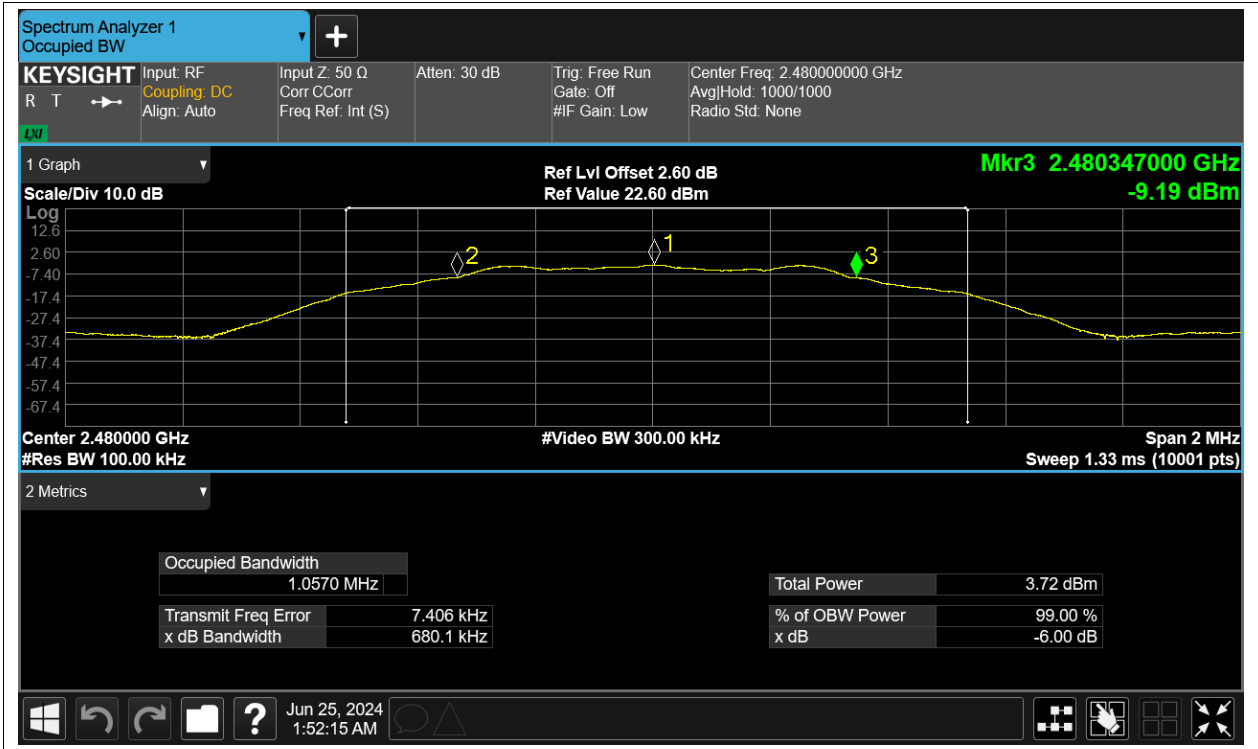 Spectrum Analyzer 1
Occupied BW
KEYSIGHT
R T
LXI
Input: RF
Coupling: DC
Align: Auto
Input Z: 50 Ω
Corr CCorr
Freq Ref: Int (S)
Atten: 30 dB
Trig: Free Run
Gate: Off
#IF Gain: Low
Center Freq: 2.480000000 GHz
Avg|Hold: 1000/1000
Radio Std: None
1 Graph
Scale/Div 10.0 dB
Ref Lvl Offset 2.60 dB
Ref Value 22.60 dBm
Mkr3 2.480347000 GHz
-9.19 dBm
Log
12.6
2.60
-7.40
-17.4
-27.4
-37.4
-47.4
-57.4
-67.4
2
1
3
Center 2.480000 GHz
#Res BW 100.00 kHz
#Video BW 300.00 kHz
Span 2 MHz
Sweep 1.33 ms (10001 pts)
2 Metrics
Occupied Bandwidth
1.0570 MHz
Transmit Freq Error 7.406 kHz
x dB Bandwidth 680.1 kHz
Total Power 3.72 dBm
% of OBW Power 99.00 %
x dB -6.00 dB
?
Jun 25, 2024
1:52:15 AM